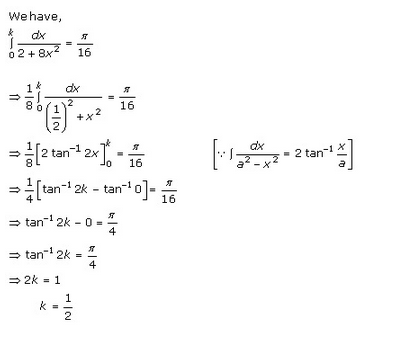 We have,
∫₀ᵏ dx/(2 + 8x²) = π/16
⇒ 1/8 ∫₀ᵏ dx/((1/2)² + x²) = π/16
⇒ 1/8 [2 tan⁻¹ 2x]₀ᵏ = π/16 [∵ ∫ dx/(a² − x²) = 2 tan⁻¹ x/a]
⇒ 1/4 [tan⁻¹ 2k − tan⁻¹ 0] = π/16
⇒ tan⁻¹ 2k − 0 = π/4
⇒ tan⁻¹ 2k = π/4
⇒ 2k = 1
k = 1/2